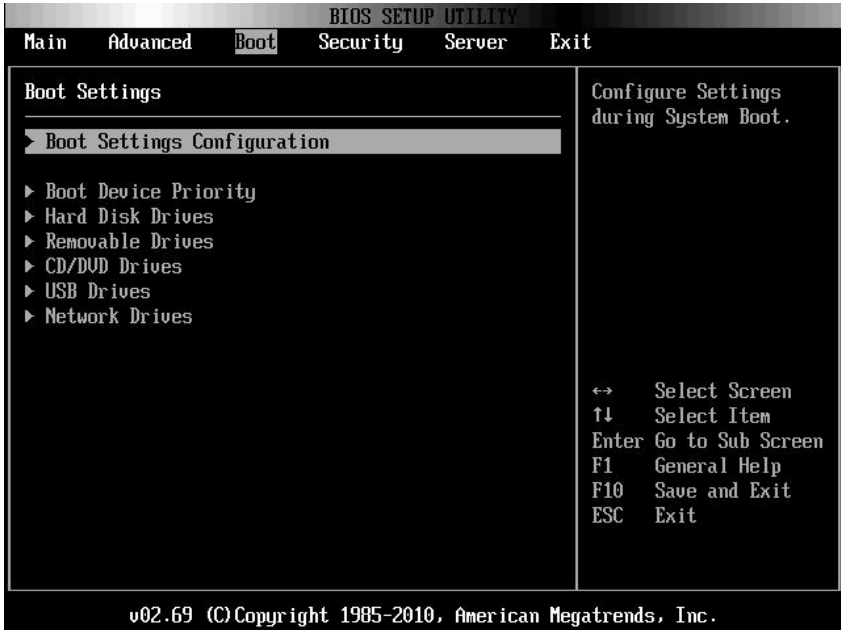 BIOS SETUP UTILITY
Main Advanced Boot Security Server Exit
Boot Settings
Boot Settings Configuration
Boot Device Priority
Hard Disk Drives
Removable Drives
CD/DVD Drives
USB Drives
Network Drives
Configure Settings
during System Boot.
↔ Select Screen
↑↓ Select Item
Enter Go to Sub Screen
F1 General Help
F10 Save and Exit
ESC Exit
v02.69 (C)Copyright 1985-2010, American Megatrends, Inc.